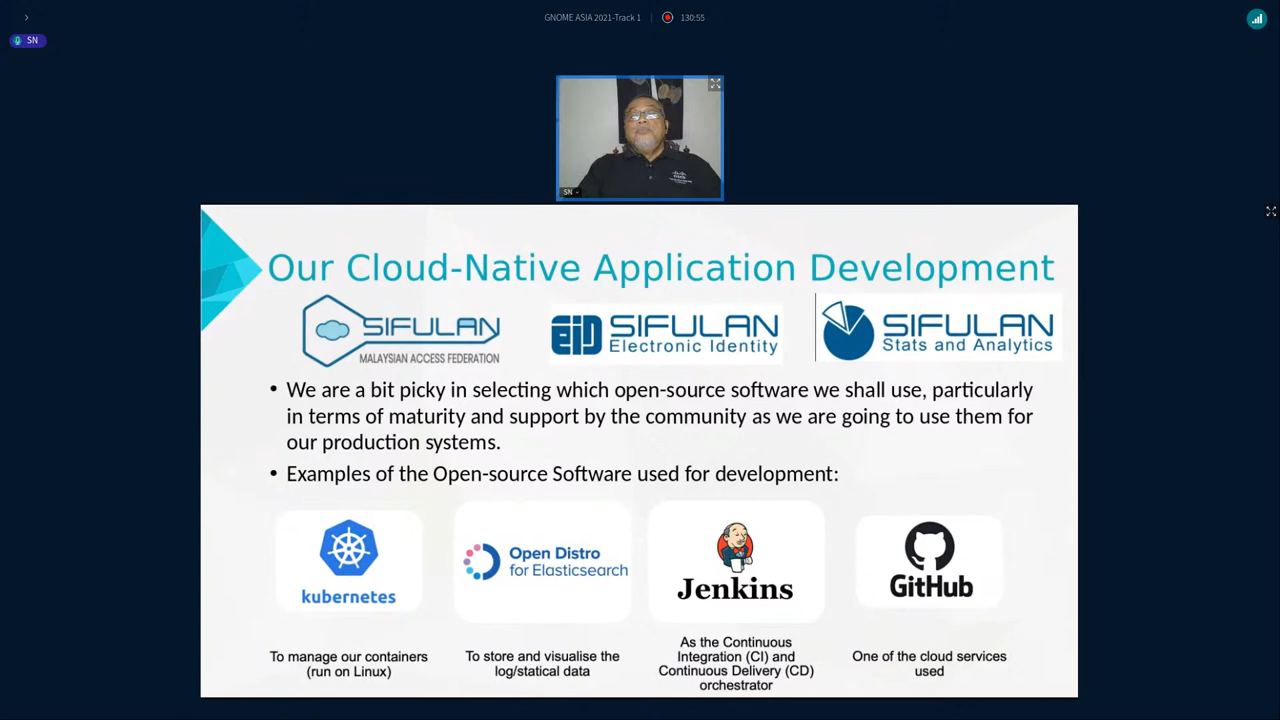 GNOME ASIA 2021-Track 1
130:55
SN
SN
Our Cloud-Native Application Development
SIFULAN
MALAYSIAN ACCESS FEDERATION
eID SIFULAN
Electronic Identity
SIFULAN
Stats and Analytics
• We are a bit picky in selecting which open-source software we shall use, particularly
in terms of maturity and support by the community as we are going to use them for
our production systems.
• Examples of the Open-source Software used for development:
kubernetes
Open Distro
for Elasticsearch
Jenkins
GitHub
To manage our containers
(run on Linux)
To store and visualise the
log/statical data
As the Continuous
Integration (CI) and
Continuous Delivery (CD)
orchestrator
One of the cloud services
used